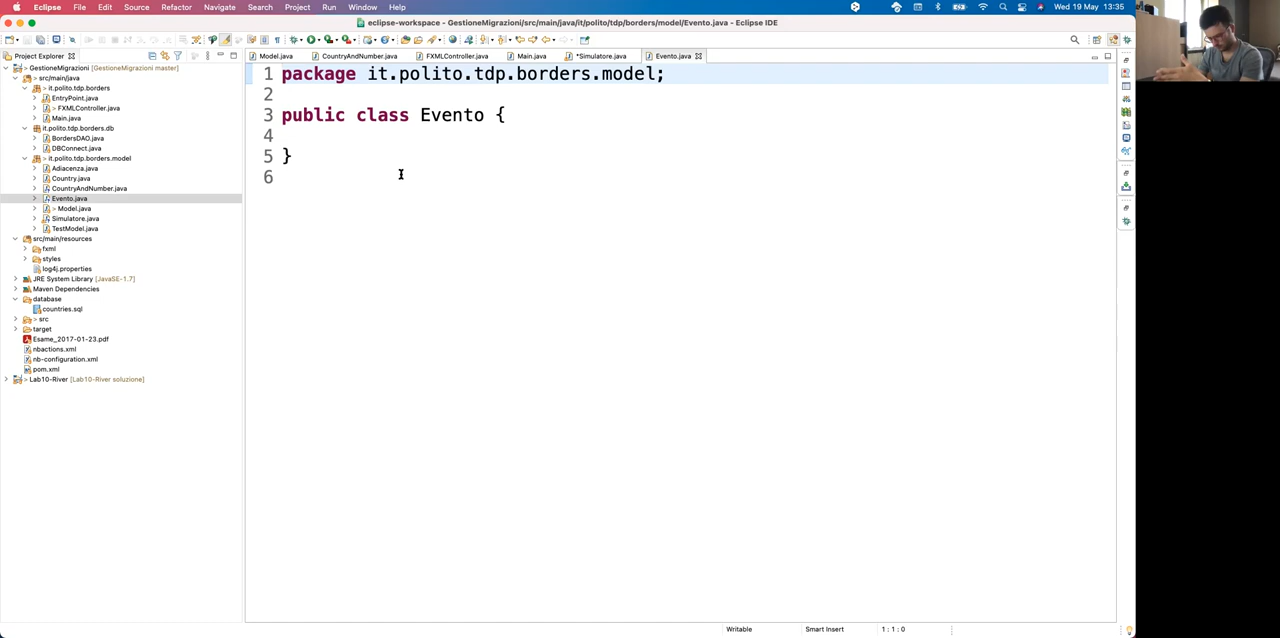 Eclipse File Edit Source Refactor Navigate Search Project Run Window Help Wed 19 May 13:35
eclipse-workspace - GestioneMigrazioni/src/main/java/it/polito/tdp/borders/model/Evento.java - Eclipse IDE
Project Explorer
Model.java CountryAndNumber.java FXMLController.java Main.java *Simulatore.java Evento.java
> GestioneMigrazioni [GestioneMigrazioni master]
> src/main/java
> it.polito.tdp.borders
EntryPoint.java
> FXMLController.java
Main.java
it.polito.tdp.borders.db
BordersDAO.java
DBConnect.java
> it.polito.tdp.borders.model
Adiacenza.java
Country.java
CountryAndNumber.java
Evento.java
> Model.java
Simulatore.java
TestModel.java
src/main/resources
fxml
styles
log4j.properties
JRE System Library [JavaSE-1.7]
Maven Dependencies
database
countries.sql
> src
target
Esame_2017-01-23.pdf
nbactions.xml
nb-configuration.xml
pom.xml
> Lab10-River [Lab10-River soluzione]
1 package it.polito.tdp.borders.model;
2
3 public class Evento {
4
5 }
6
Writable Smart Insert 1 : 1 : 0